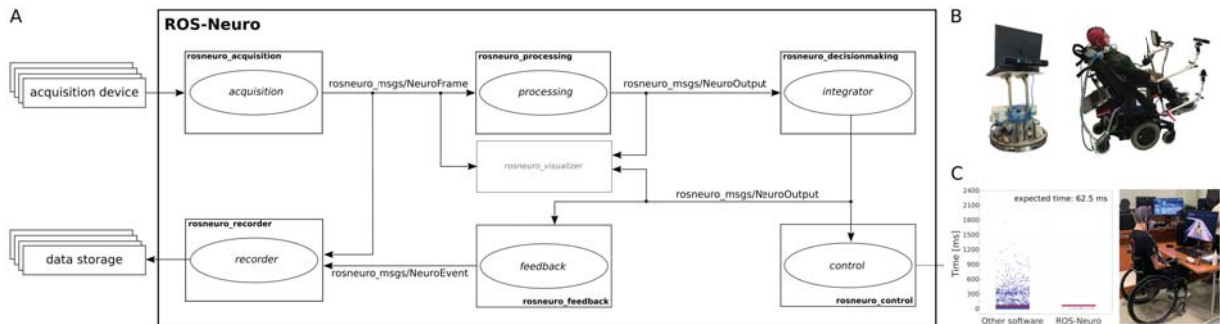 A
ROS-Neuro
rosneuro_acquisition
rosneuro_processing
rosneuro_decisionmaking
acquisition device
acquisition
rosneuro_msgs/NeuroFrame
processing
rosneuro_msgs/NeuroOutput
integrator
rosneuro_visualizer
rosneuro_msgs/NeuroOutput
rosneuro_recorder
data storage
recorder
rosneuro_msgs/NeuroEvent
feedback
control
rosneuro_feedback
rosneuro_control
B
C
expected time: 62.5 ms
Time [ms]
2400
2100
1800
1500
1200
900
600
300
0
Other software
ROS-Neuro